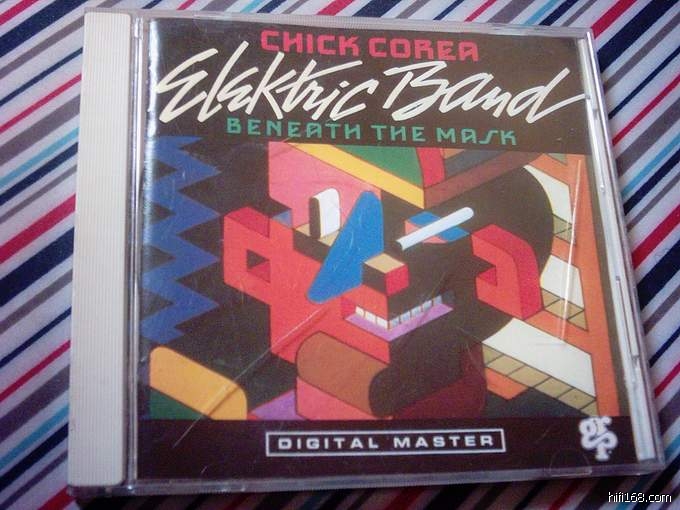 CHICK COREA
Elektric Band
BENEATH THE MASK
DIGITAL MASTER
grp
hifi168.com